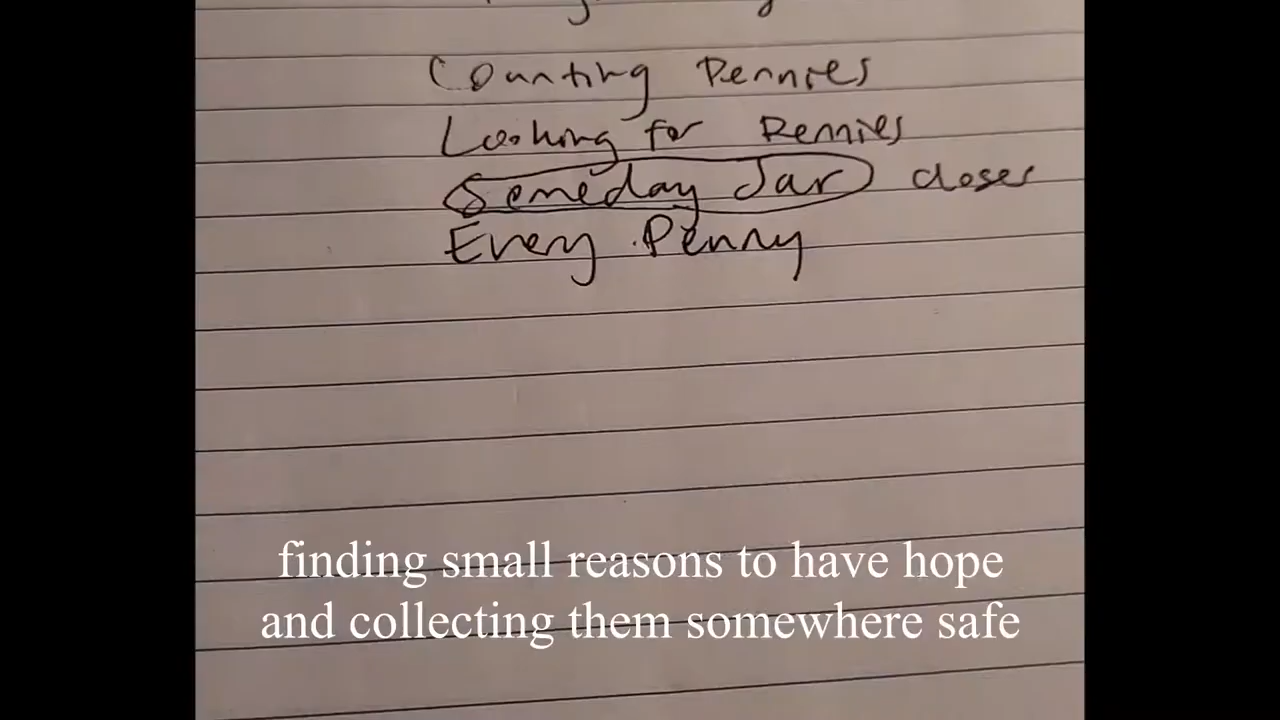 Counting Pennies
Looking for Pennies
Someday Jar closer
Every Penny
finding small reasons to have hope
and collecting them somewhere safe